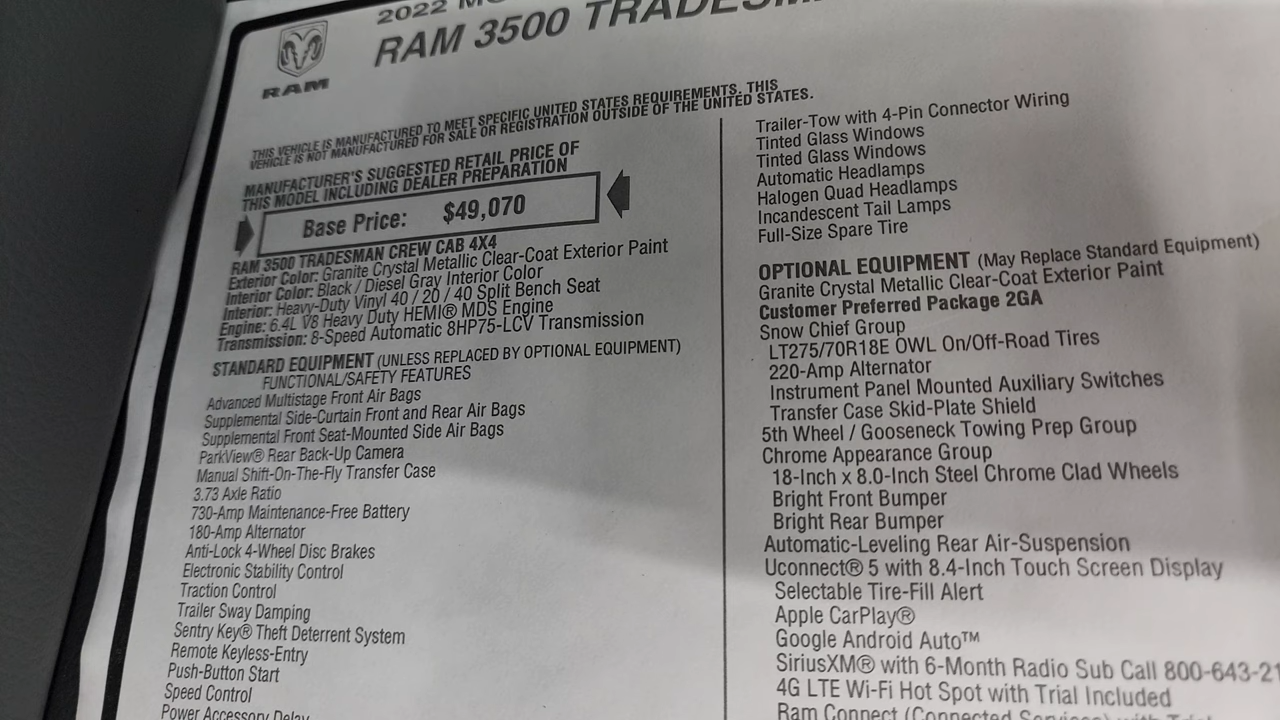 2022
RAM 3500
RAM
THIS VEHICLE IS MANUFACTURED TO MEET SPECIFIC UNITED STATES REQUIREMENTS. THIS
VEHICLE IS NOT MANUFACTURED FOR SALE OR REGISTRATION OUTSIDE OF THE UNITED STATES.
MANUFACTURER'S SUGGESTED RETAIL PRICE OF
THIS MODEL INCLUDING DEALER PREPARATION
Base Price: $49,070
RAM 3500 TRADESMAN CREW CAB 4X4
Exterior Color: Granite Crystal Metallic Clear-Coat Exterior Paint
Interior Color: Black / Diesel Gray Interior Color
Interior: Heavy-Duty Vinyl 40 / 20 / 40 Split Bench Seat
Engine: 6.4L V8 Heavy Duty HEMI® MDS Engine
Transmission: 8-Speed Automatic 8HP75-LCV Transmission
STANDARD EQUIPMENT (UNLESS REPLACED BY OPTIONAL EQUIPMENT)
FUNCTIONAL/SAFETY FEATURES
Advanced Multistage Front Air Bags
Supplemental Side-Curtain Front and Rear Air Bags
Supplemental Front Seat-Mounted Side Air Bags
ParkView® Rear Back-Up Camera
Manual Shift-On-The-Fly Transfer Case
3.73 Axle Ratio
730-Amp Maintenance-Free Battery
180-Amp Alternator
Anti-Lock 4-Wheel Disc Brakes
Electronic Stability Control
Traction Control
Trailer Sway Damping
Sentry Key® Theft Deterrent System
Remote Keyless-Entry
Push-Button Start
Speed Control
Power Accessory Delay
Trailer-Tow with 4-Pin Connector Wiring
Tinted Glass Windows
Tinted Glass Windows
Automatic Headlamps
Halogen Quad Headlamps
Incandescent Tail Lamps
Full-Size Spare Tire
OPTIONAL EQUIPMENT (May Replace Standard Equipment)
Granite Crystal Metallic Clear-Coat Exterior Paint
Customer Preferred Package 2GA
Snow Chief Group
LT275/70R18E OWL On/Off-Road Tires
220-Amp Alternator
Instrument Panel Mounted Auxiliary Switches
Transfer Case Skid-Plate Shield
5th Wheel / Gooseneck Towing Prep Group
Chrome Appearance Group
18-Inch x 8.0-Inch Steel Chrome Clad Wheels
Bright Front Bumper
Bright Rear Bumper
Automatic-Leveling Rear Air-Suspension
Uconnect® 5 with 8.4-Inch Touch Screen Display
Selectable Tire-Fill Alert
Apple CarPlay®
Google Android Auto™
SiriusXM® with 6-Month Radio Sub Call 800-643-21
4G LTE Wi-Fi Hot Spot with Trial Included
Ram Connect (Connected Services) with